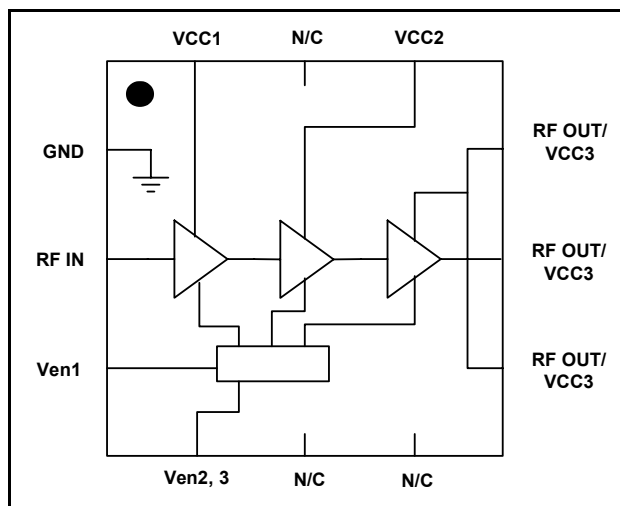 VCC1
N/C
VCC2
GND
RF OUT/
VCC3
RF IN
RF OUT/
VCC3
Ven1
RF OUT/
VCC3
Ven2, 3
N/C
N/C